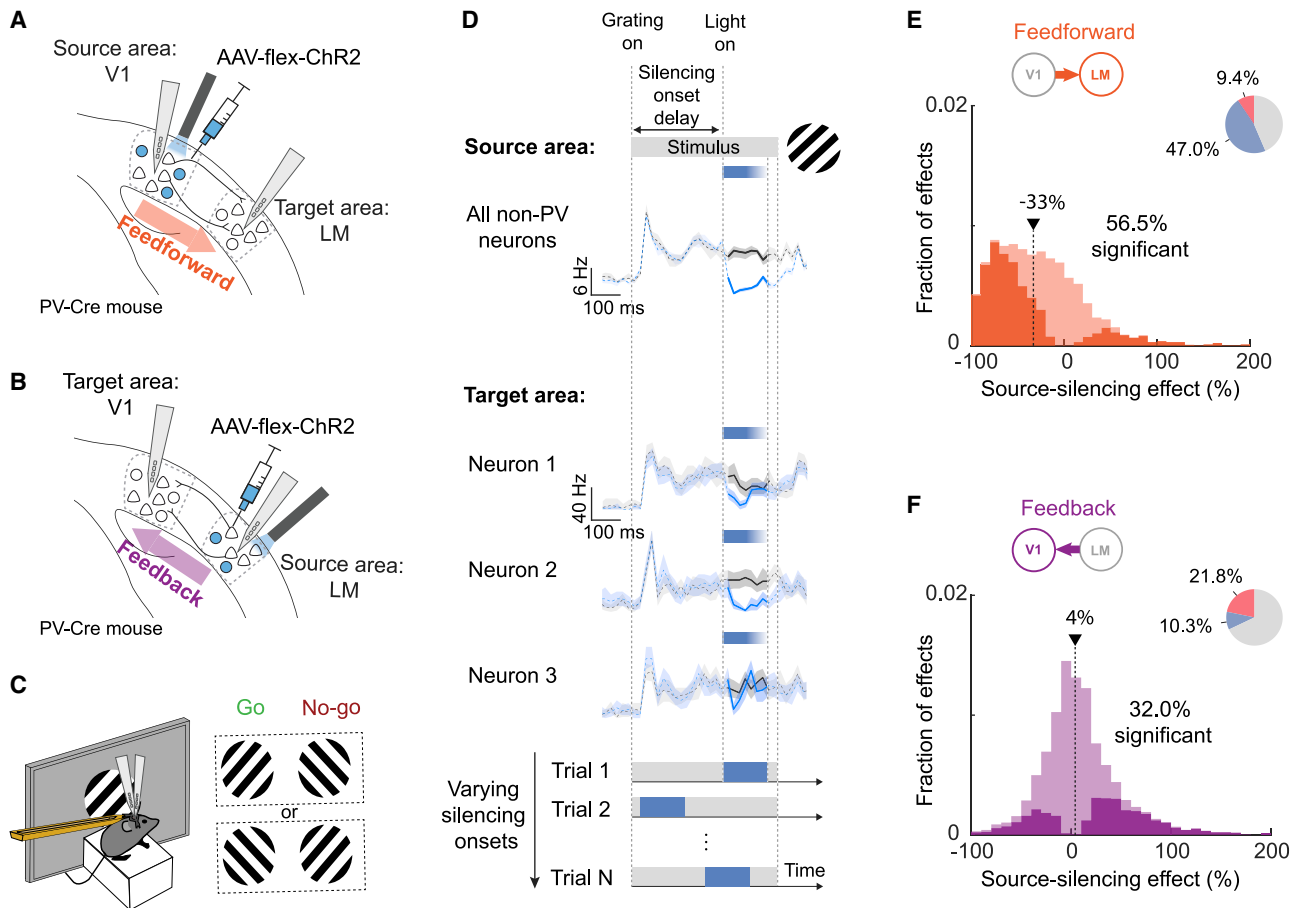 A
Source area:
V1
AAV-flex-ChR2
Target area:
LM
Feedforward
PV-Cre mouse
B
Target area:
V1
AAV-flex-ChR2
Feedback
Source area:
LM
PV-Cre mouse
C
Go
No-go
or
D
Grating
on
Light
on
Silencing
onset
delay
Source area:
Stimulus
All non-PV
neurons
6 Hz
100 ms
Target area:
Neuron 1
40 Hz
100 ms
Neuron 2
Neuron 3
Varying
silencing
onsets
Trial 1
Trial 2
⋮
Trial N
Time
E
Feedforward
V1
LM
9.4%
47.0%
0.02
-33%
56.5%
significant
Fraction of effects
0
-100
0
100
200
Source-silencing effect (%)
F
Feedback
V1
LM
21.8%
10.3%
0.02
4%
32.0%
significant
Fraction of effects
0
-100
0
100
200
Source-silencing effect (%)